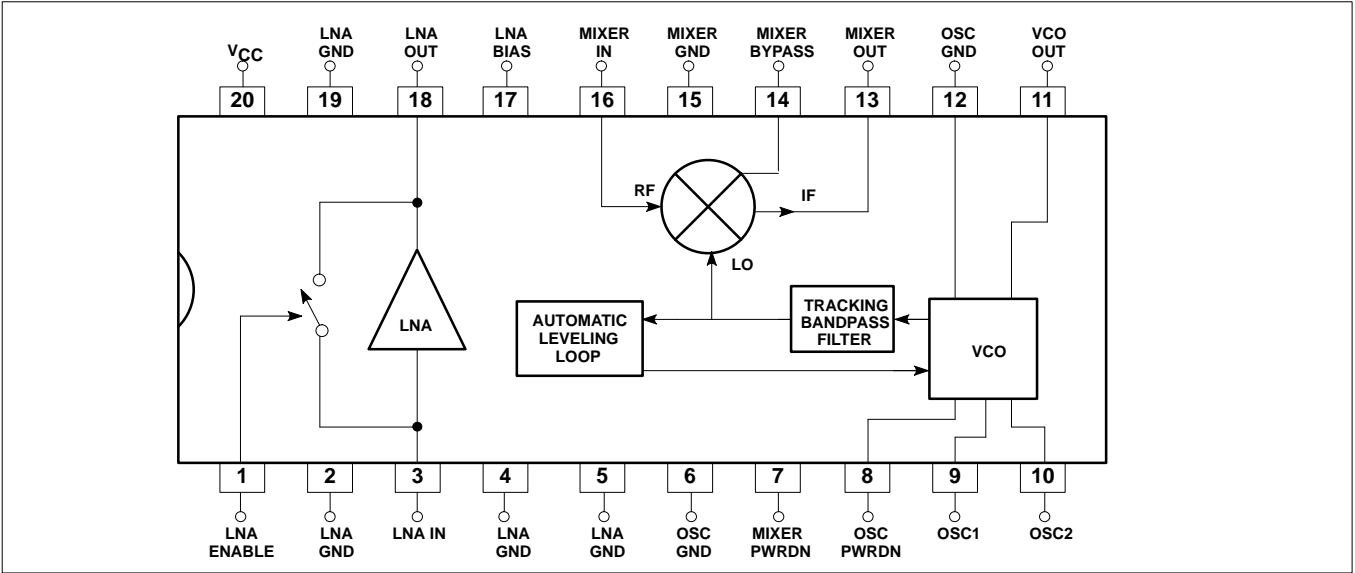 VCC
LNA
GND
LNA
OUT
LNA
BIAS
MIXER
IN
MIXER
GND
MIXER
BYPASS
MIXER
OUT
OSC
GND
VCO
OUT
20
19
18
17
16
15
14
13
12
11
RF
IF
LO
LNA
AUTOMATIC
LEVELING
LOOP
TRACKING
BANDPASS
FILTER
VCO
1
2
3
4
5
6
7
8
9
10
LNA
ENABLE
LNA
GND
LNA IN
LNA
GND
LNA
GND
OSC
GND
MIXER
PWRDN
OSC
PWRDN
OSC1
OSC2